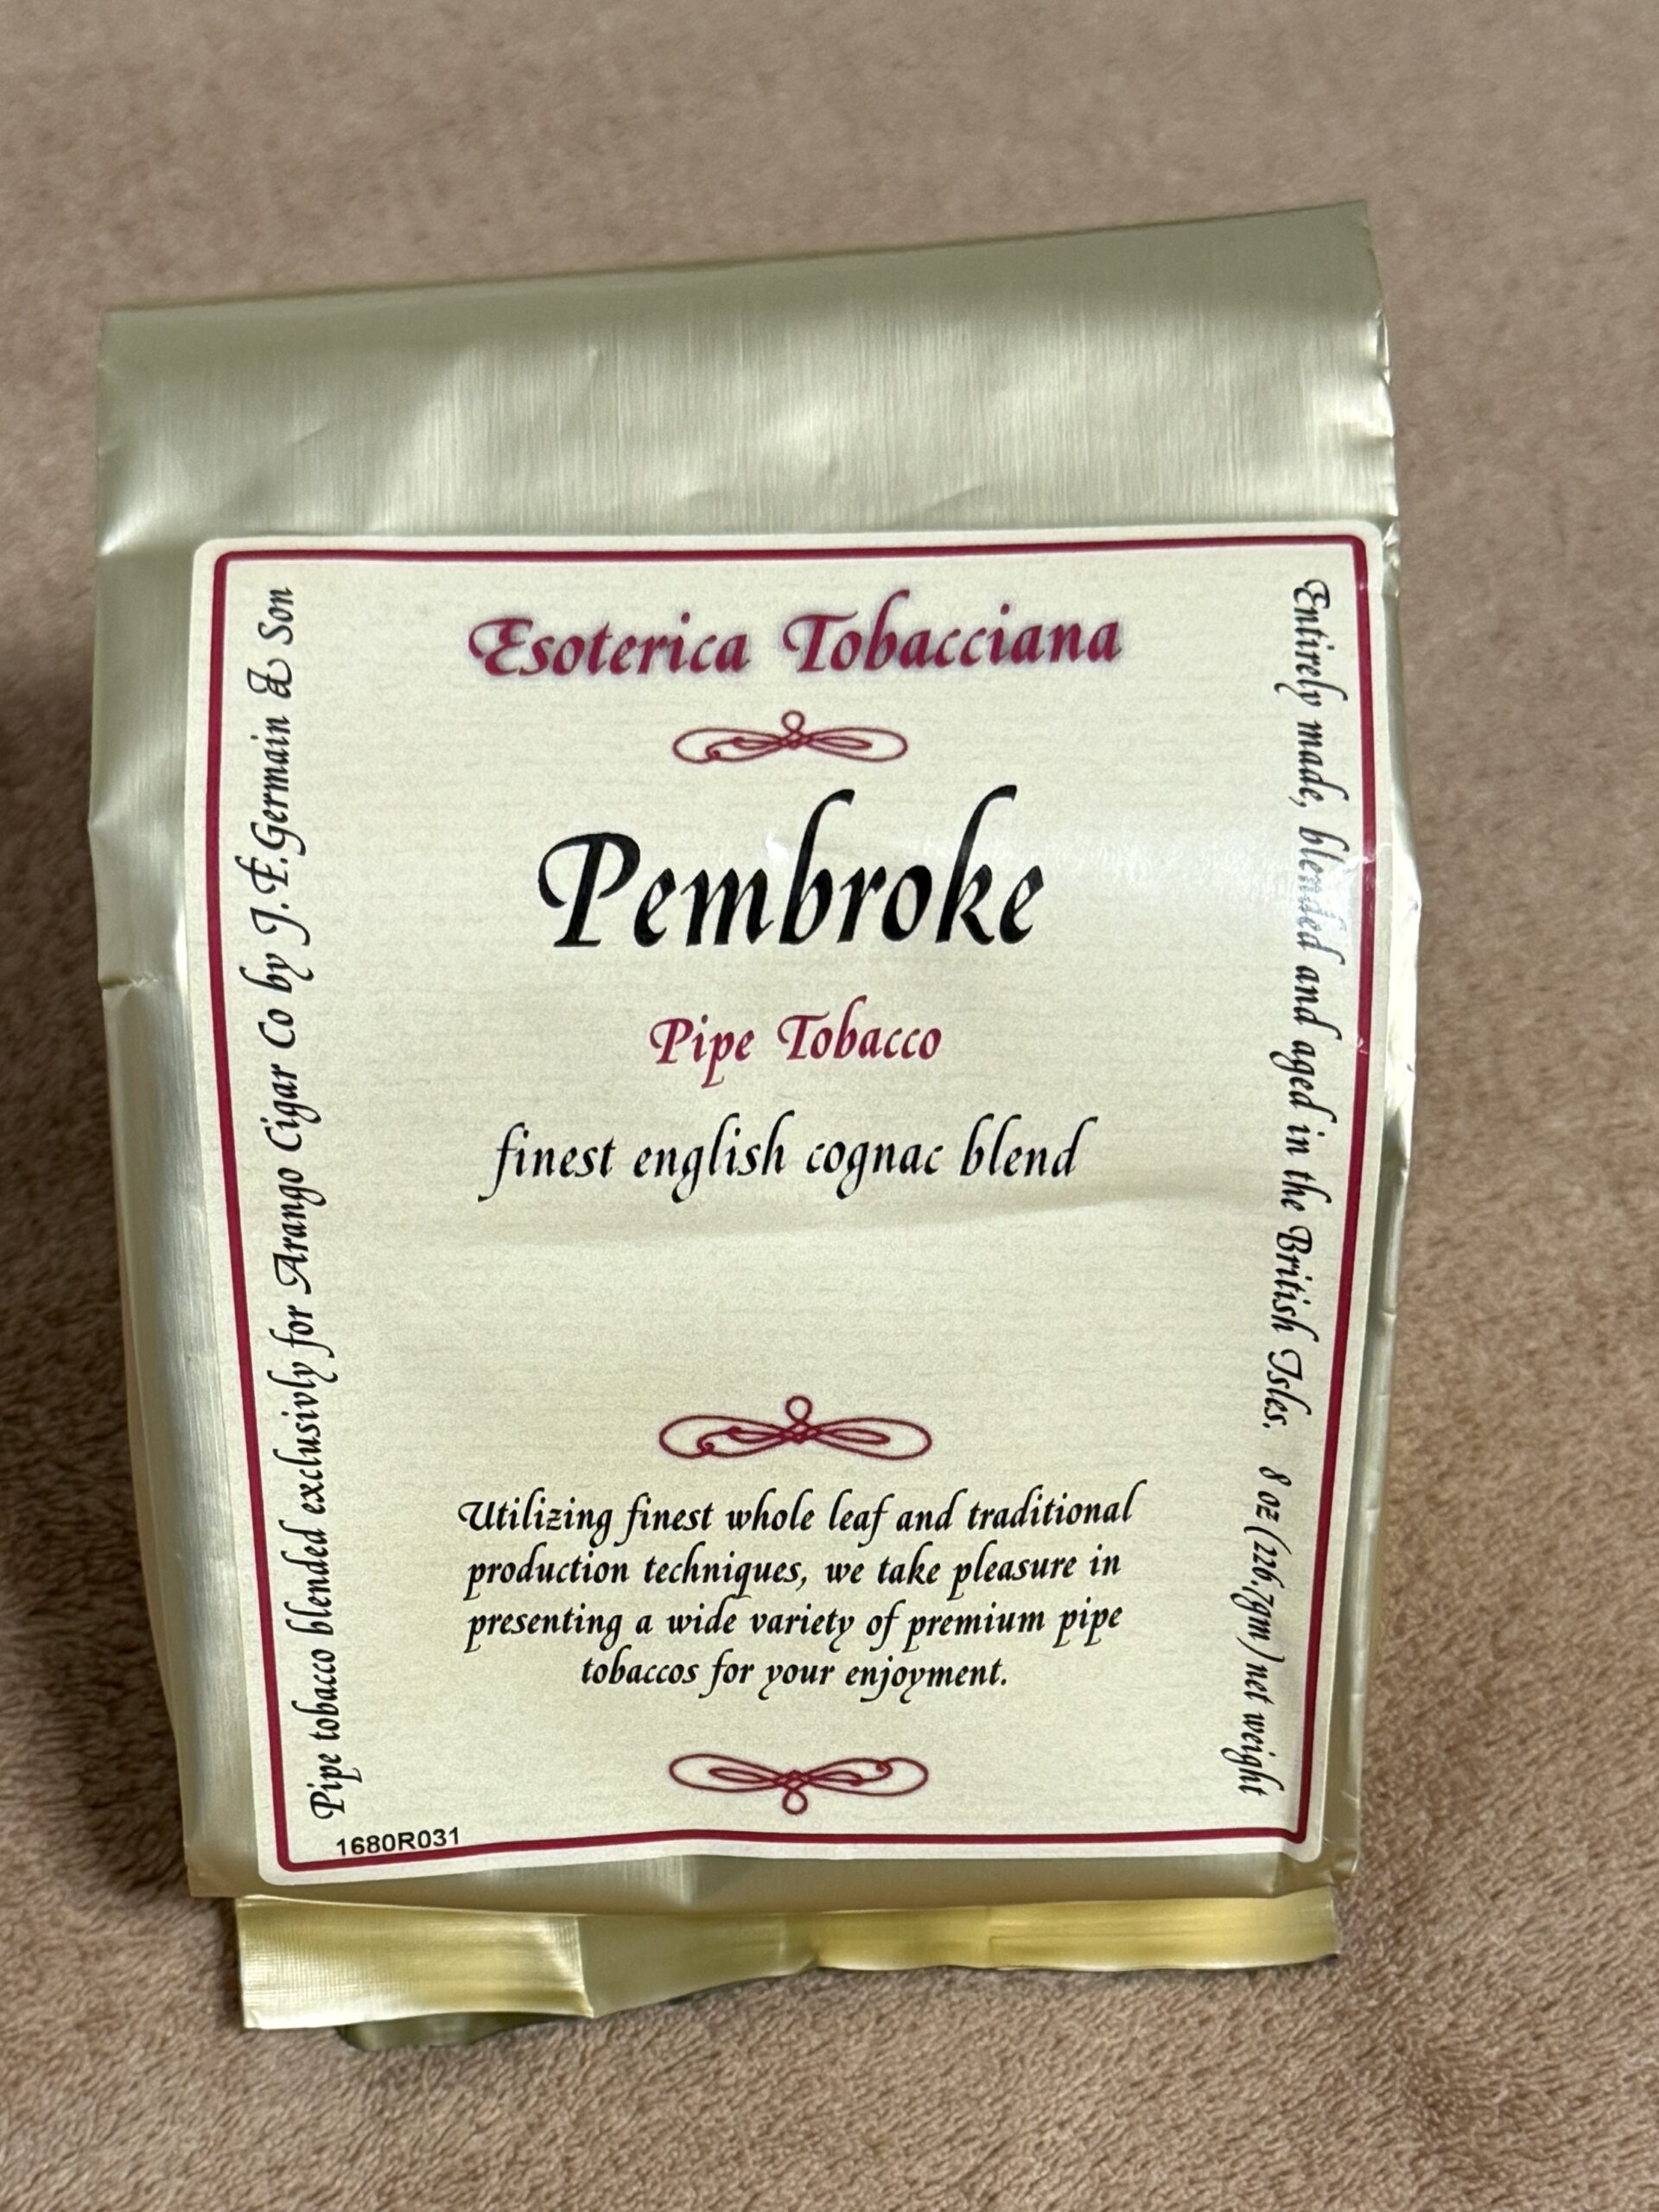 Esoterica Tobacciana
Pembroke
Pipe Tobacco
finest english cognac blend
Utilizing finest whole leaf and traditional
production techniques, we take pleasure in
presenting a wide variety of premium pipe
tobaccos for your enjoyment.
Pipe tobacco blended exclusivly for Arango Cigar Co by J.F.Germain & Son
Entirely made, blended and aged in the British Isles. 8 oz (226.7gm) net weight
1680R031